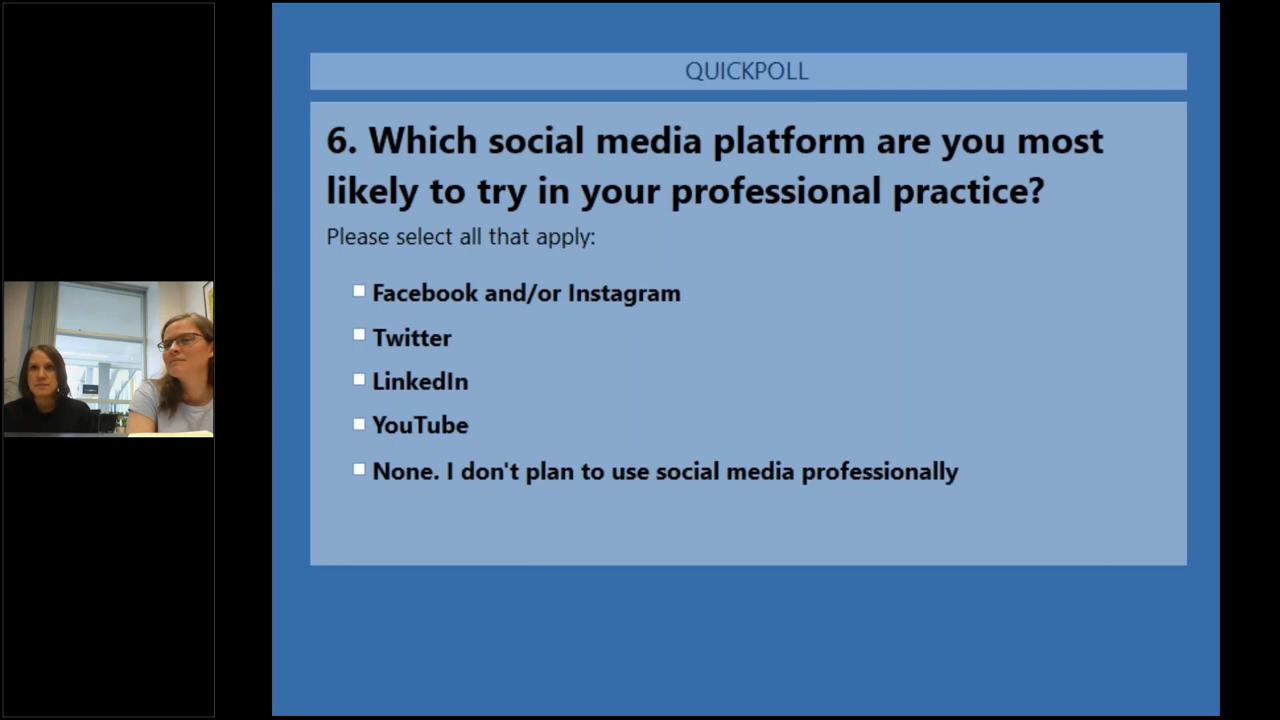 QUICKPOLL
6. Which social media platform are you most
likely to try in your professional practice?
Please select all that apply:
Facebook and/or Instagram
Twitter
LinkedIn
YouTube
None. I don't plan to use social media professionally